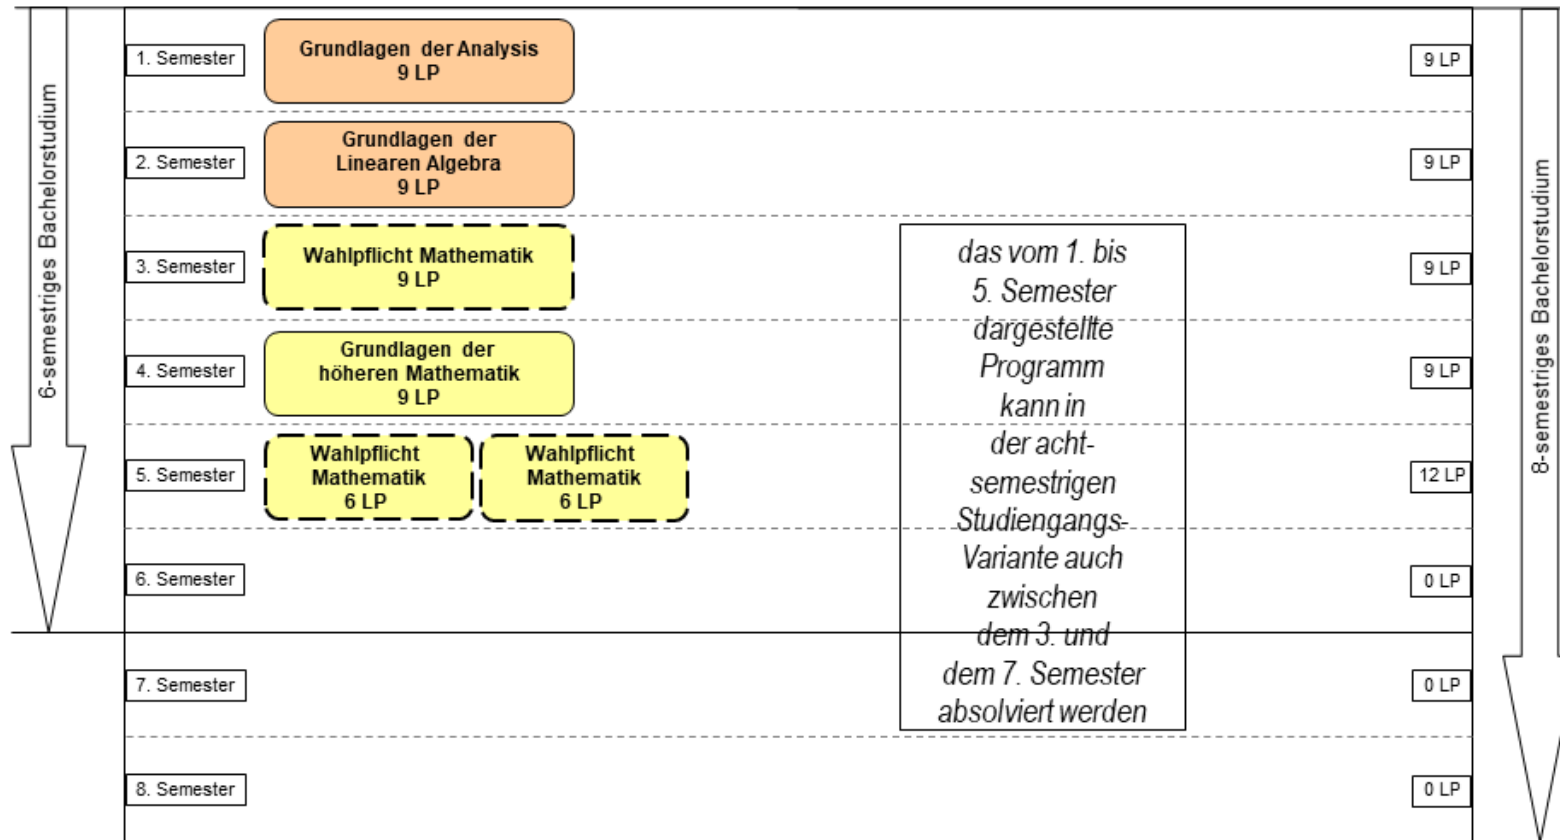 6-semestriges Bachelorstudium
8-semestriges Bachelorstudium
1. Semester
Grundlagen der Analysis
9 LP
9 LP
2. Semester
Grundlagen der
Linearen Algebra
9 LP
9 LP
3. Semester
Wahlpflicht Mathematik
9 LP
9 LP
4. Semester
Grundlagen der
höheren Mathematik
9 LP
9 LP
5. Semester
Wahlpflicht
Mathematik
6 LP
Wahlpflicht
Mathematik
6 LP
12 LP
6. Semester
0 LP
7. Semester
0 LP
8. Semester
0 LP
das vom 1. bis
5. Semester
dargestellte
Programm
kann in
der acht-
semestrigen
Studiengangs-
Variante auch
zwischen
dem 3. und
dem 7. Semester
absolviert werden